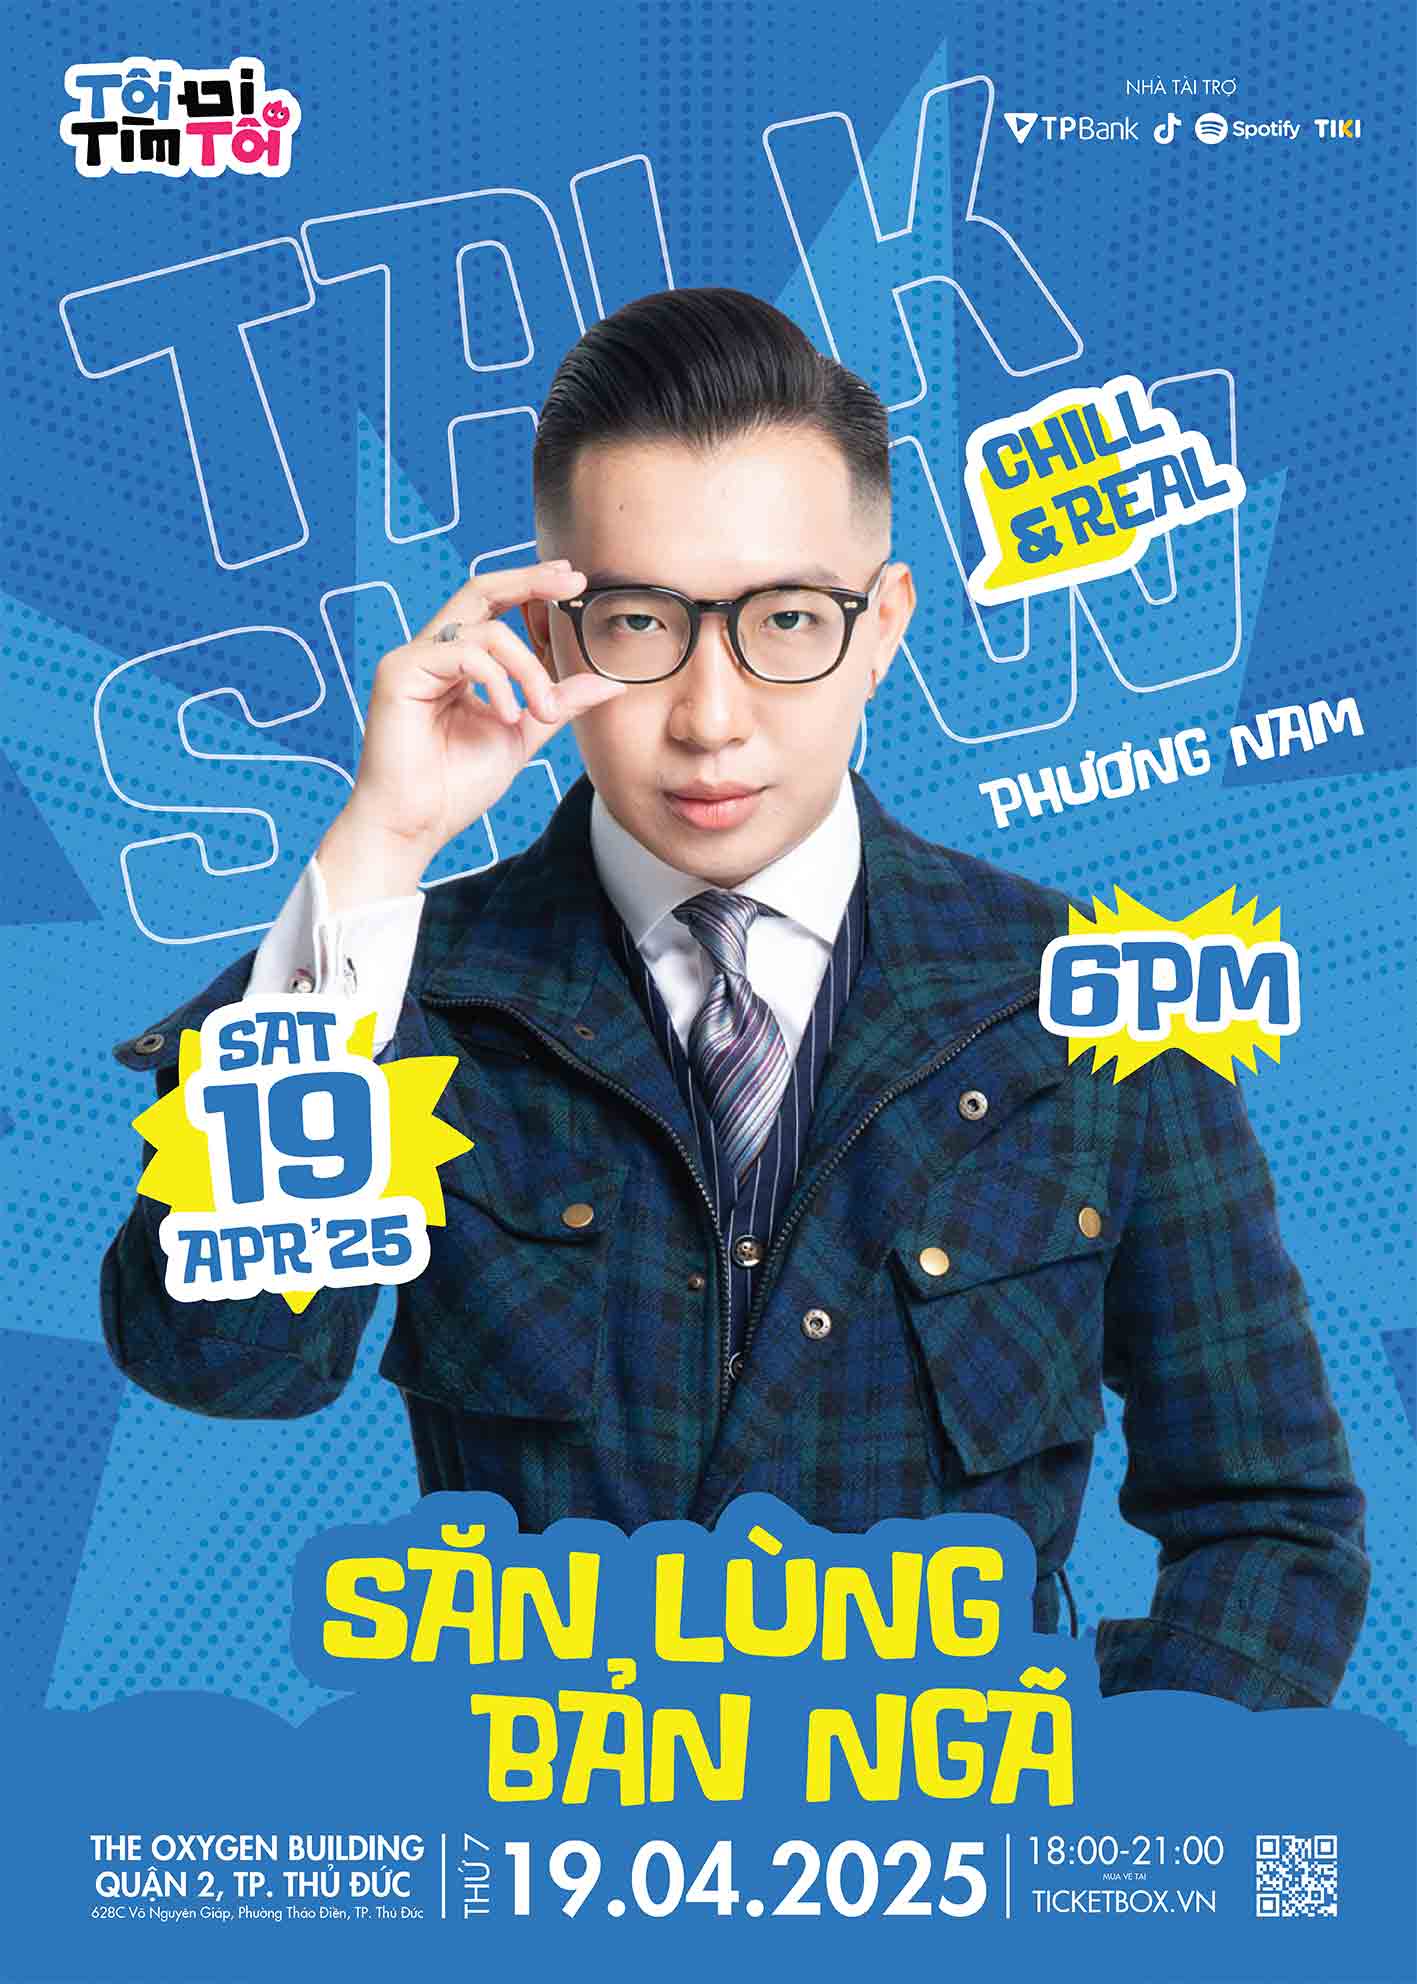 TÔI ĐI
TÌM TÔI
NHÀ TÀI TRỢ
TPBank Spotify TIKI
TALK
SHOW
CHILL
& REAL
PHƯƠNG NAM
6PM
SAT
19
APR'25
SĂN LÙNG
BẢN NGÃ
THE OXYGEN BUILDING
QUẬN 2, TP. THỦ ĐỨC
628C Võ Nguyên Giáp, Phường Thảo Điền, TP. Thủ Đức
THỨ 7
19.04.2025
18:00-21:00
MUA VÉ TẠI
TICKETBOX.VN